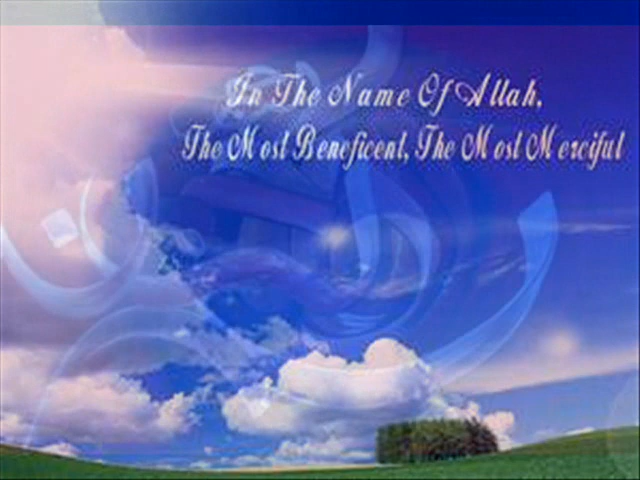 In The Name Of Allah,
The Most Beneficent, The Most Merciful